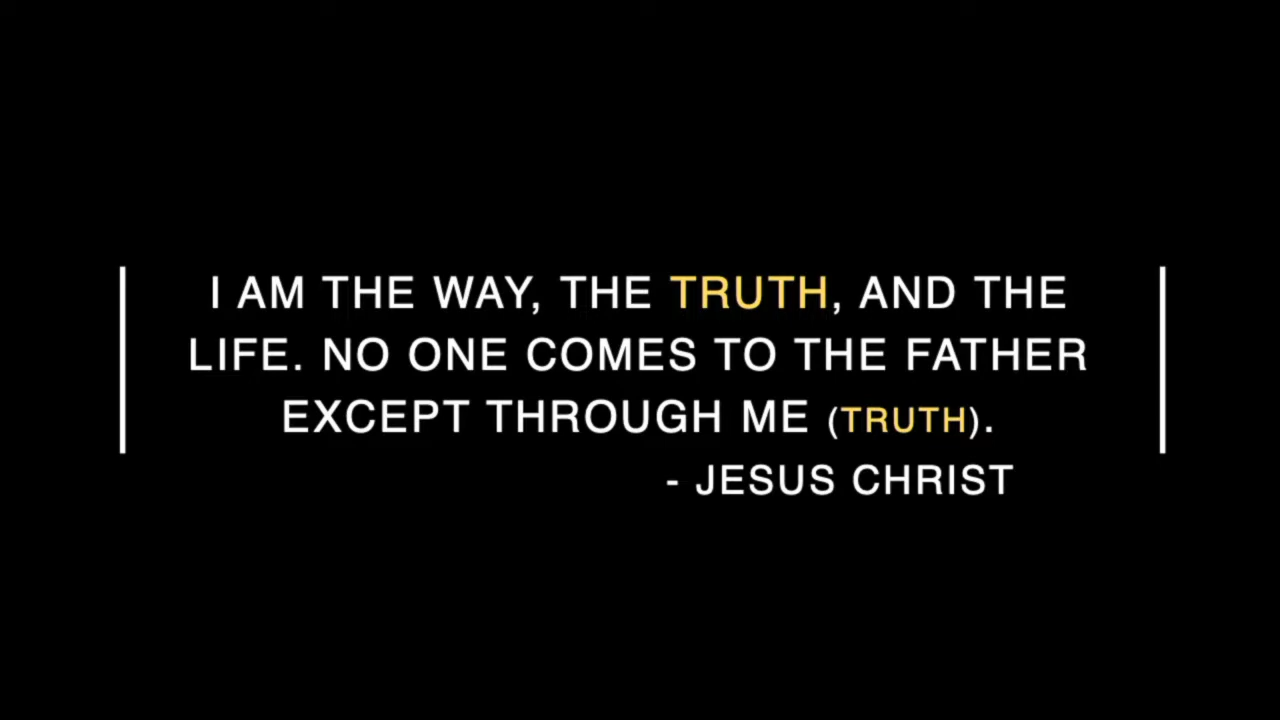 I AM THE WAY, THE TRUTH, AND THE
LIFE. NO ONE COMES TO THE FATHER
EXCEPT THROUGH ME (TRUTH).
- JESUS CHRIST